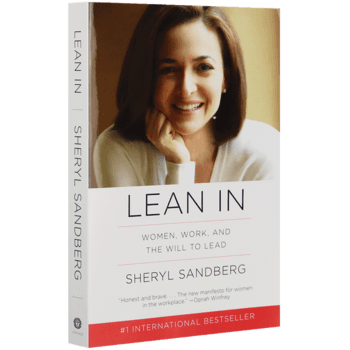 LEAN IN
SHERYL SANDBERG
LEAN IN
WOMEN, WORK, AND
THE WILL TO LEAD
SHERYL SANDBERG
"Honest and brave . . . The new manifesto for women
in the workplace." —Oprah Winfrey
#1 INTERNATIONAL BESTSELLER